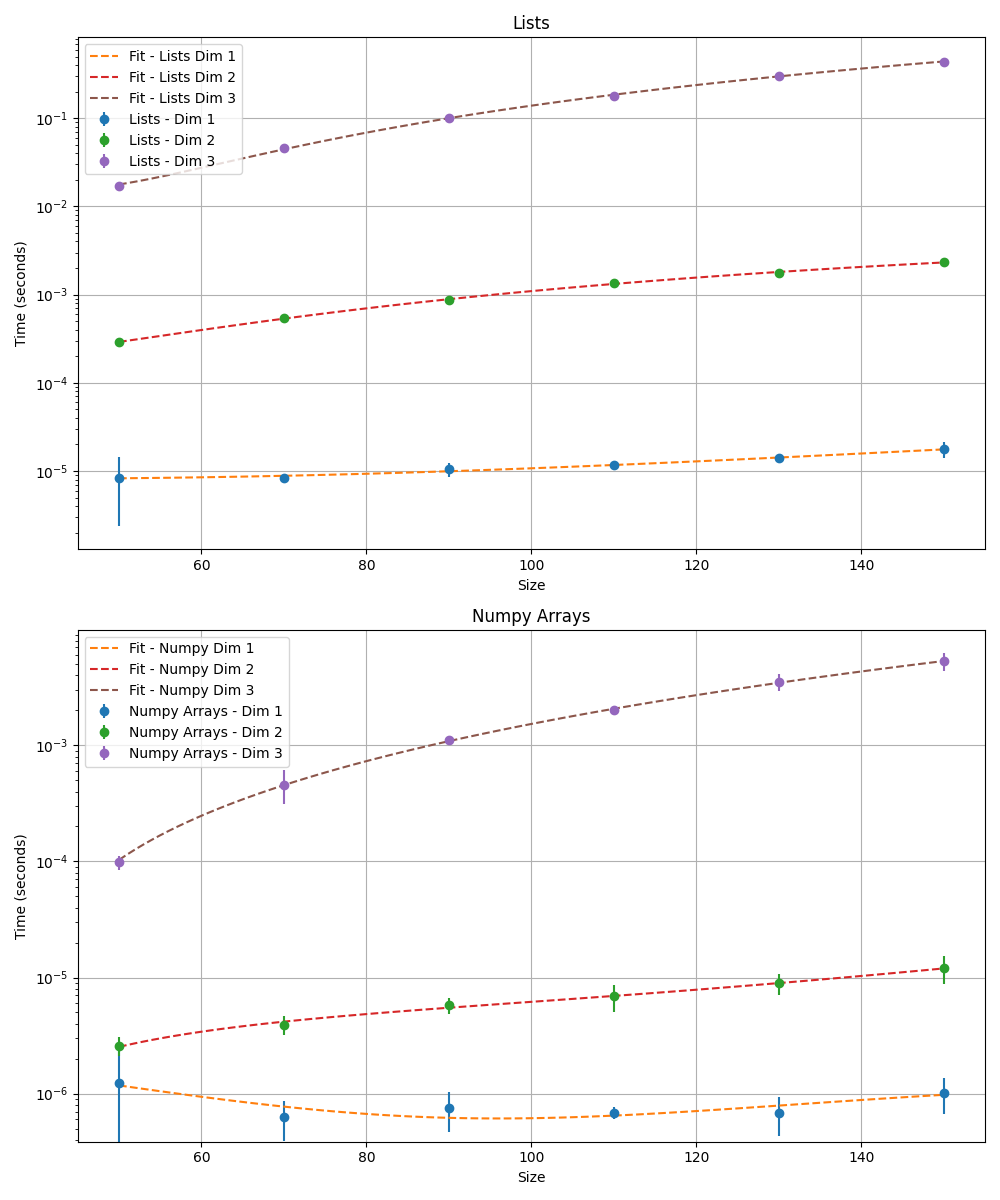 Lists
Fit - Lists Dim 1
Fit - Lists Dim 2
Fit - Lists Dim 3
Lists - Dim 1
Lists - Dim 2
Lists - Dim 3
10⁻¹
10⁻²
10⁻³
10⁻⁴
10⁻⁵
Time (seconds)
60 80 100 120 140
Size
Numpy Arrays
Fit - Numpy Dim 1
Fit - Numpy Dim 2
Fit - Numpy Dim 3
Numpy Arrays - Dim 1
Numpy Arrays - Dim 2
Numpy Arrays - Dim 3
10⁻³
10⁻⁴
10⁻⁵
10⁻⁶
Time (seconds)
60 80 100 120 140
Size